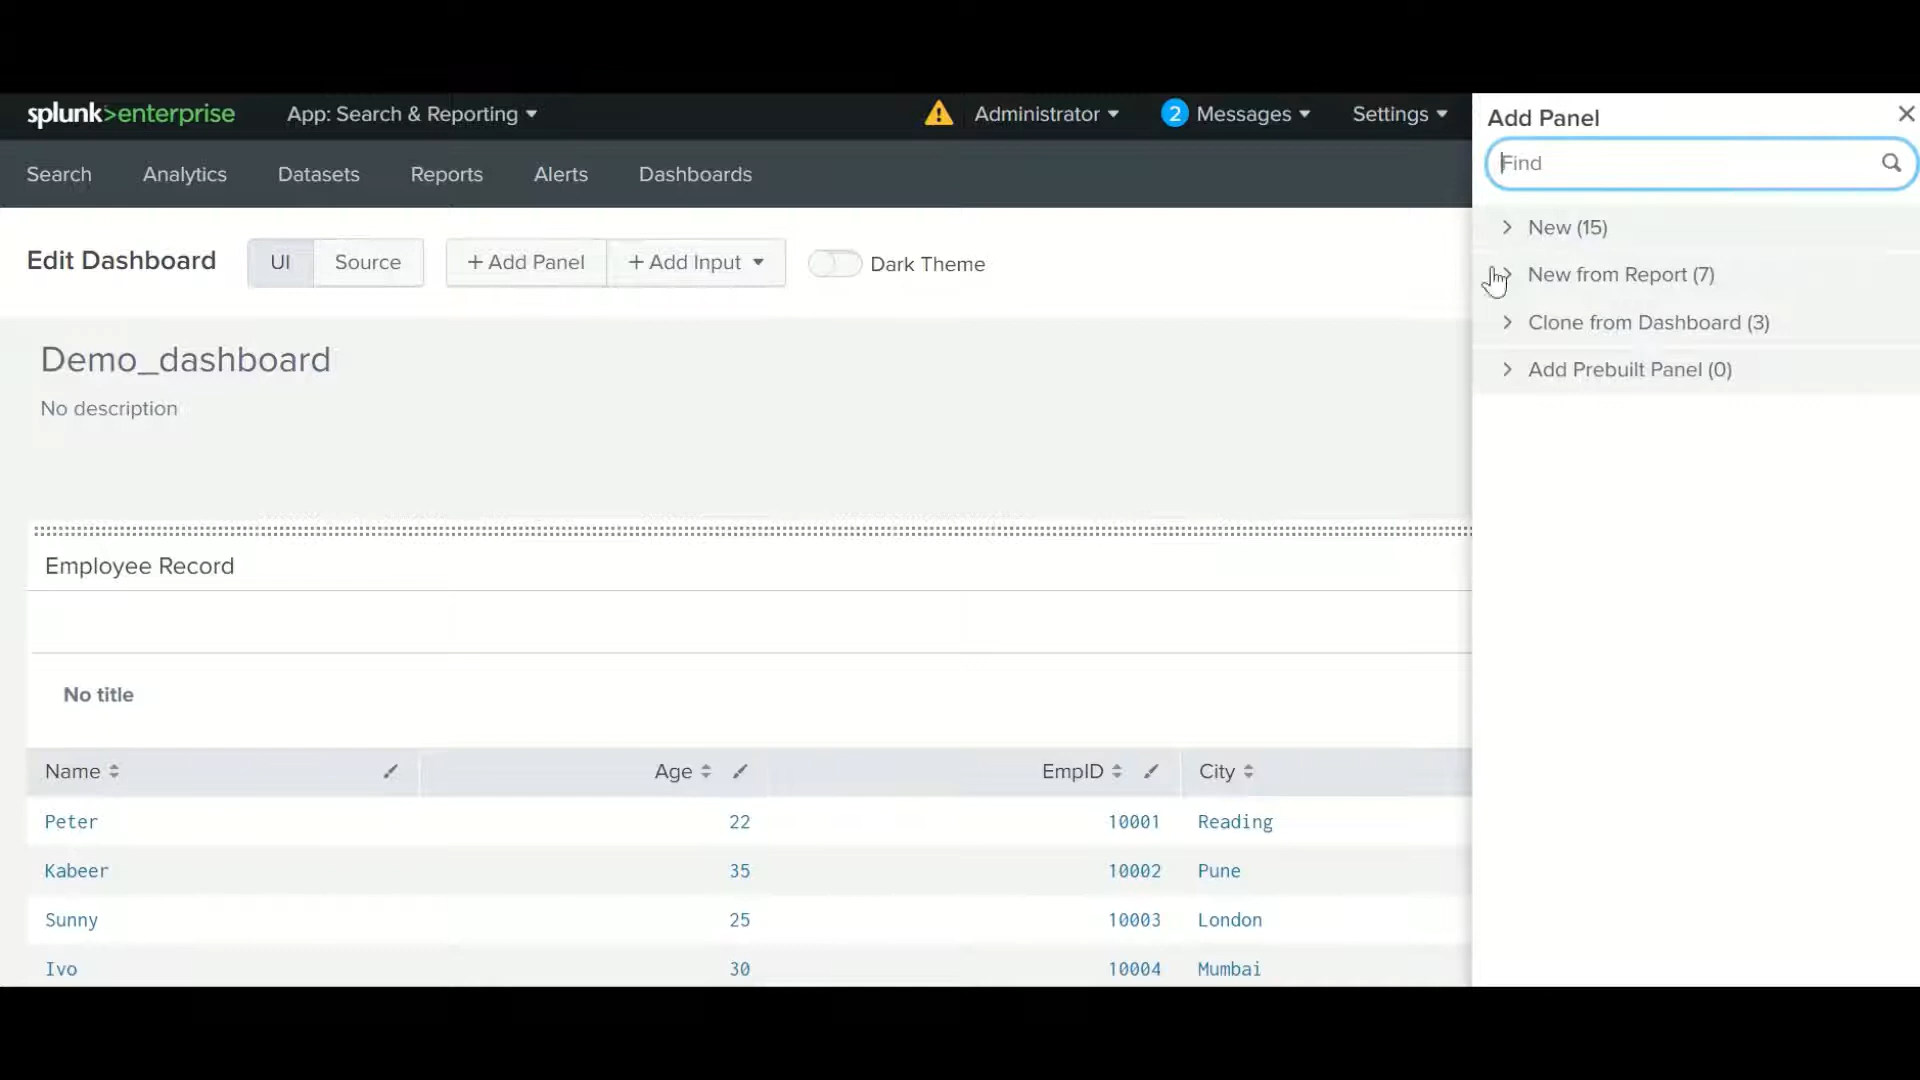 splunk>enterprise App: Search & Reporting Administrator 2 Messages Settings
Search Analytics Datasets Reports Alerts Dashboards
Edit Dashboard UI Source + Add Panel + Add Input Dark Theme
Demo_dashboard
No description
Employee Record
No title
Name Age EmpID City
Peter 22 10001 Reading
Kabeer 35 10002 Pune
Sunny 25 10003 London
Ivo 30 10004 Mumbai
Add Panel
Find
New (15)
New from Report (7)
Clone from Dashboard (3)
Add Prebuilt Panel (0)